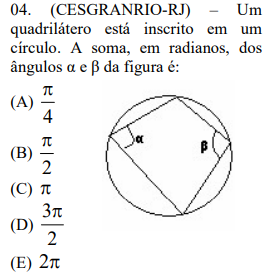 04. (CESGRANRIO-RJ) – Um
quadrilátero está inscrito em um
círculo. A soma, em radianos, dos
ângulos α e β da figura é:
(A) π/4
(B) π/2
(C) π
(D) 3π/2
(E) 2π
α
β